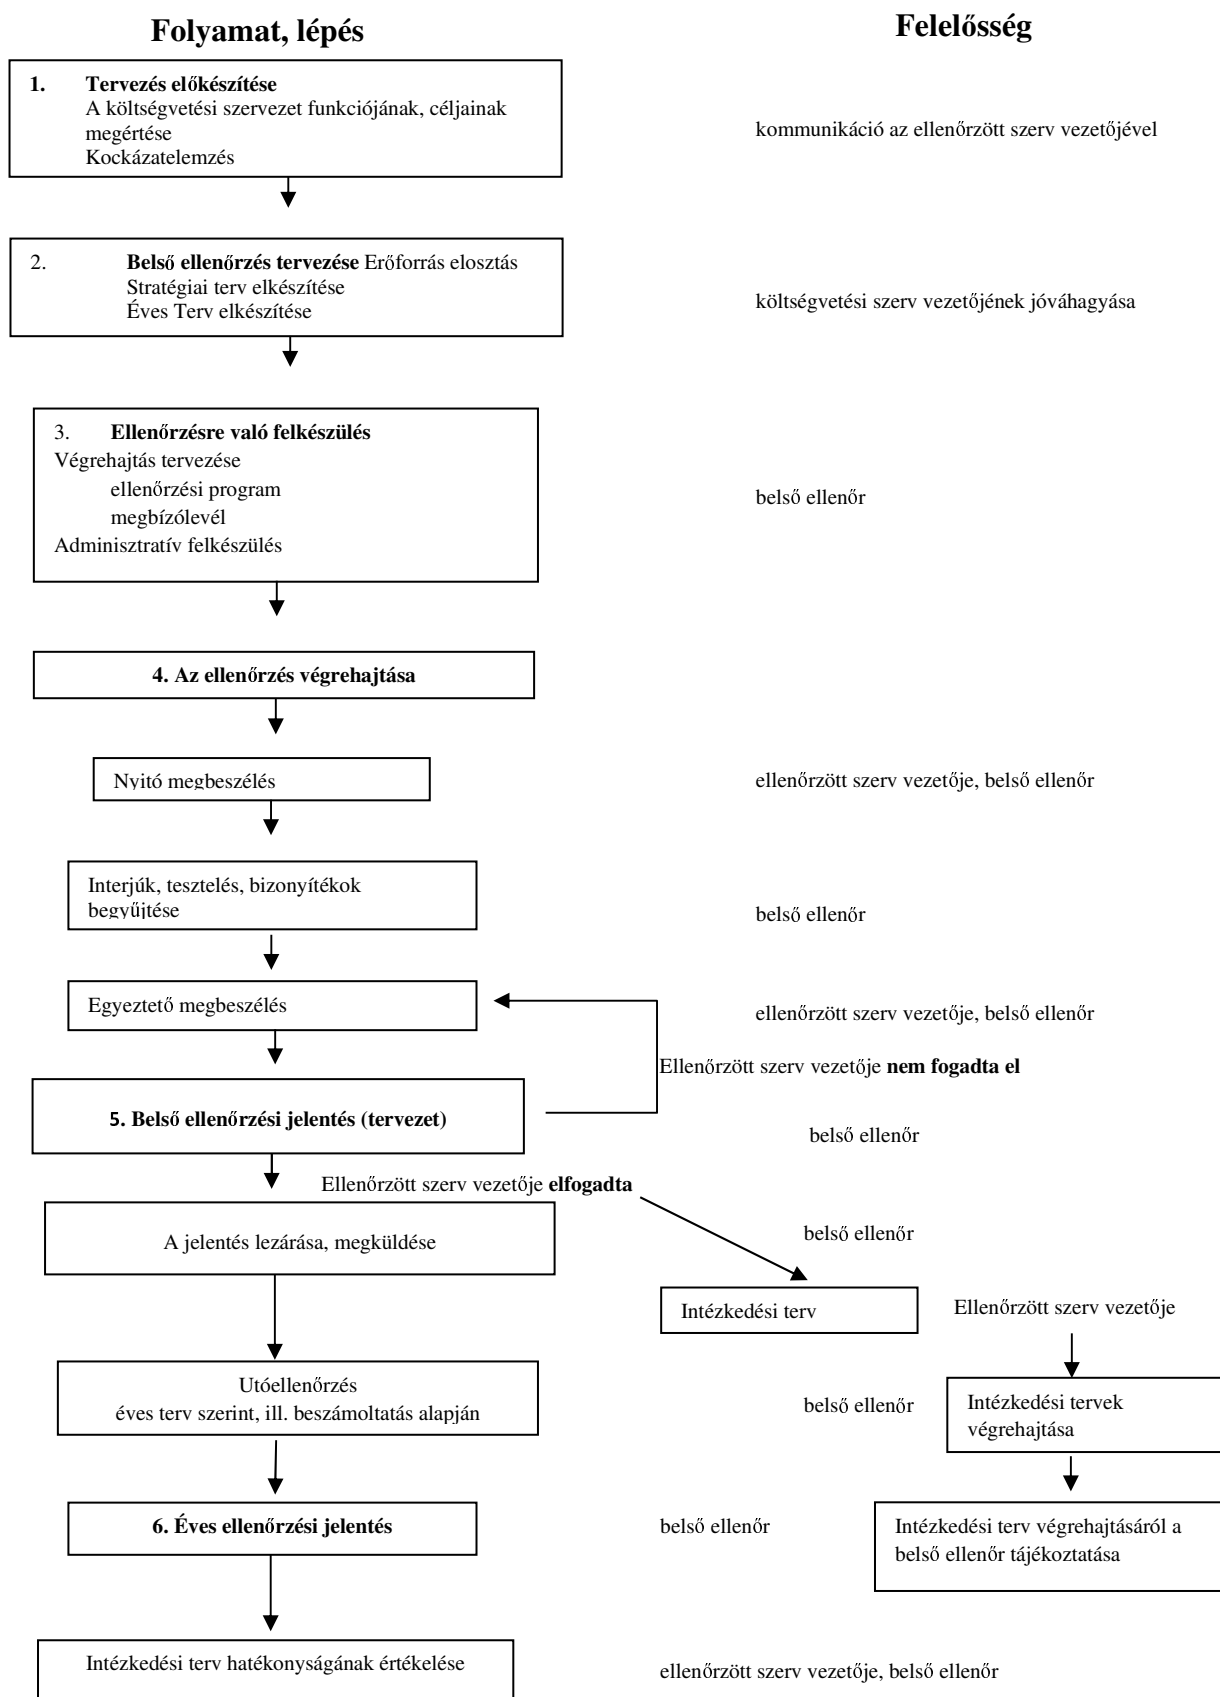 Folyamat, lépés
Felelősség
1. Tervezés előkészítése
A költségvetési szervezet funkciójának, céljainak
megértése
Kockázatelemzés
kommunikáció az ellenőrzött szerv vezetőjével
2. Belső ellenőrzés tervezése Erőforrás elosztás
Stratégiai terv elkészítése
Éves Terv elkészítése
költségvetési szerv vezetőjének jóváhagyása
3. Ellenőrzésre való felkészülés
Végrehajtás tervezése
ellenőrzési program
megbízólevél
Adminisztratív felkészülés
belső ellenőr
4. Az ellenőrzés végrehajtása
Nyitó megbeszélés
ellenőrzött szerv vezetője, belső ellenőr
Interjúk, tesztelés, bizonyítékok
begyűjtése
belső ellenőr
Egyeztető megbeszélés
ellenőrzött szerv vezetője, belső ellenőr
Ellenőrzött szerv vezetője nem fogadta el
5. Belső ellenőrzési jelentés (tervezet)
belső ellenőr
Ellenőrzött szerv vezetője elfogadta
A jelentés lezárása, megküldése
belső ellenőr
Intézkedési terv
Ellenőrzött szerv vezetője
Utóellenőrzés
éves terv szerint, ill. beszámoltatás alapján
belső ellenőr
Intézkedési tervek
végrehajtása
6. Éves ellenőrzési jelentés
belső ellenőr
Intézkedési terv végrehajtásáról a
belső ellenőr tájékoztatása
Intézkedési terv hatékonyságának értékelése
ellenőrzött szerv vezetője, belső ellenőr